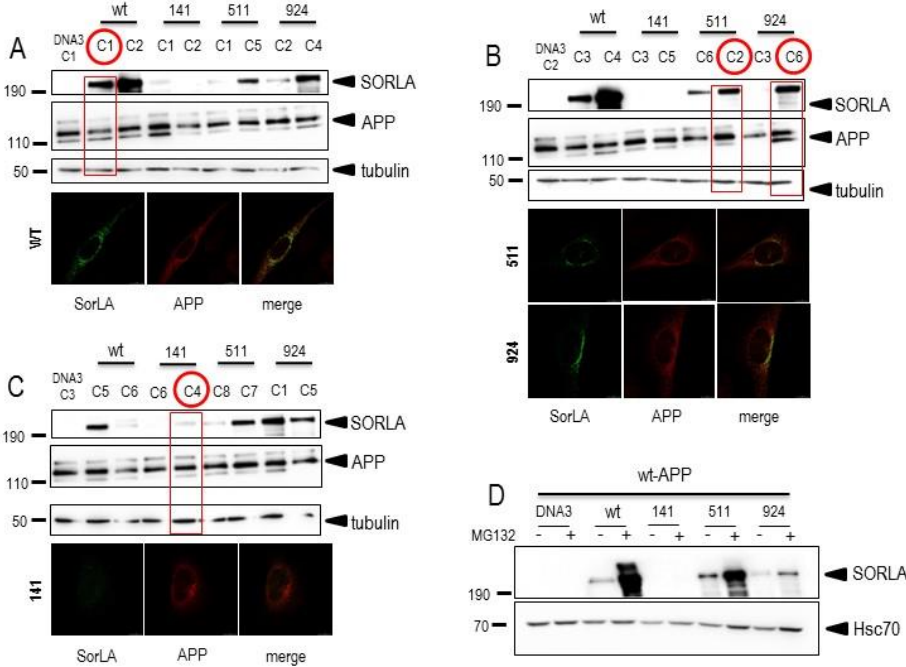 A
wt 141 511 924
DNA3 C1 C1 C2 C1 C2 C1 C5 C2 C4
190 SORLA
APP
110
50 tubulin
WT
SorLA APP merge
B
wt 141 511 924
DNA3 C2 C3 C4 C3 C5 C6 C2 C3 C6
190 SORLA
APP
110
50
tubulin
511
924
SorLA APP merge
C
wt 141 511 924
DNA3 C3 C5 C6 C6 C4 C8 C7 C1 C5
SORLA
190
APP
110
50 tubulin
141
SorLA APP merge
D
wt-APP
DNA3 wt 141 511 924
MG132 - + - + - + - + - +
SORLA
190
70 Hsc70